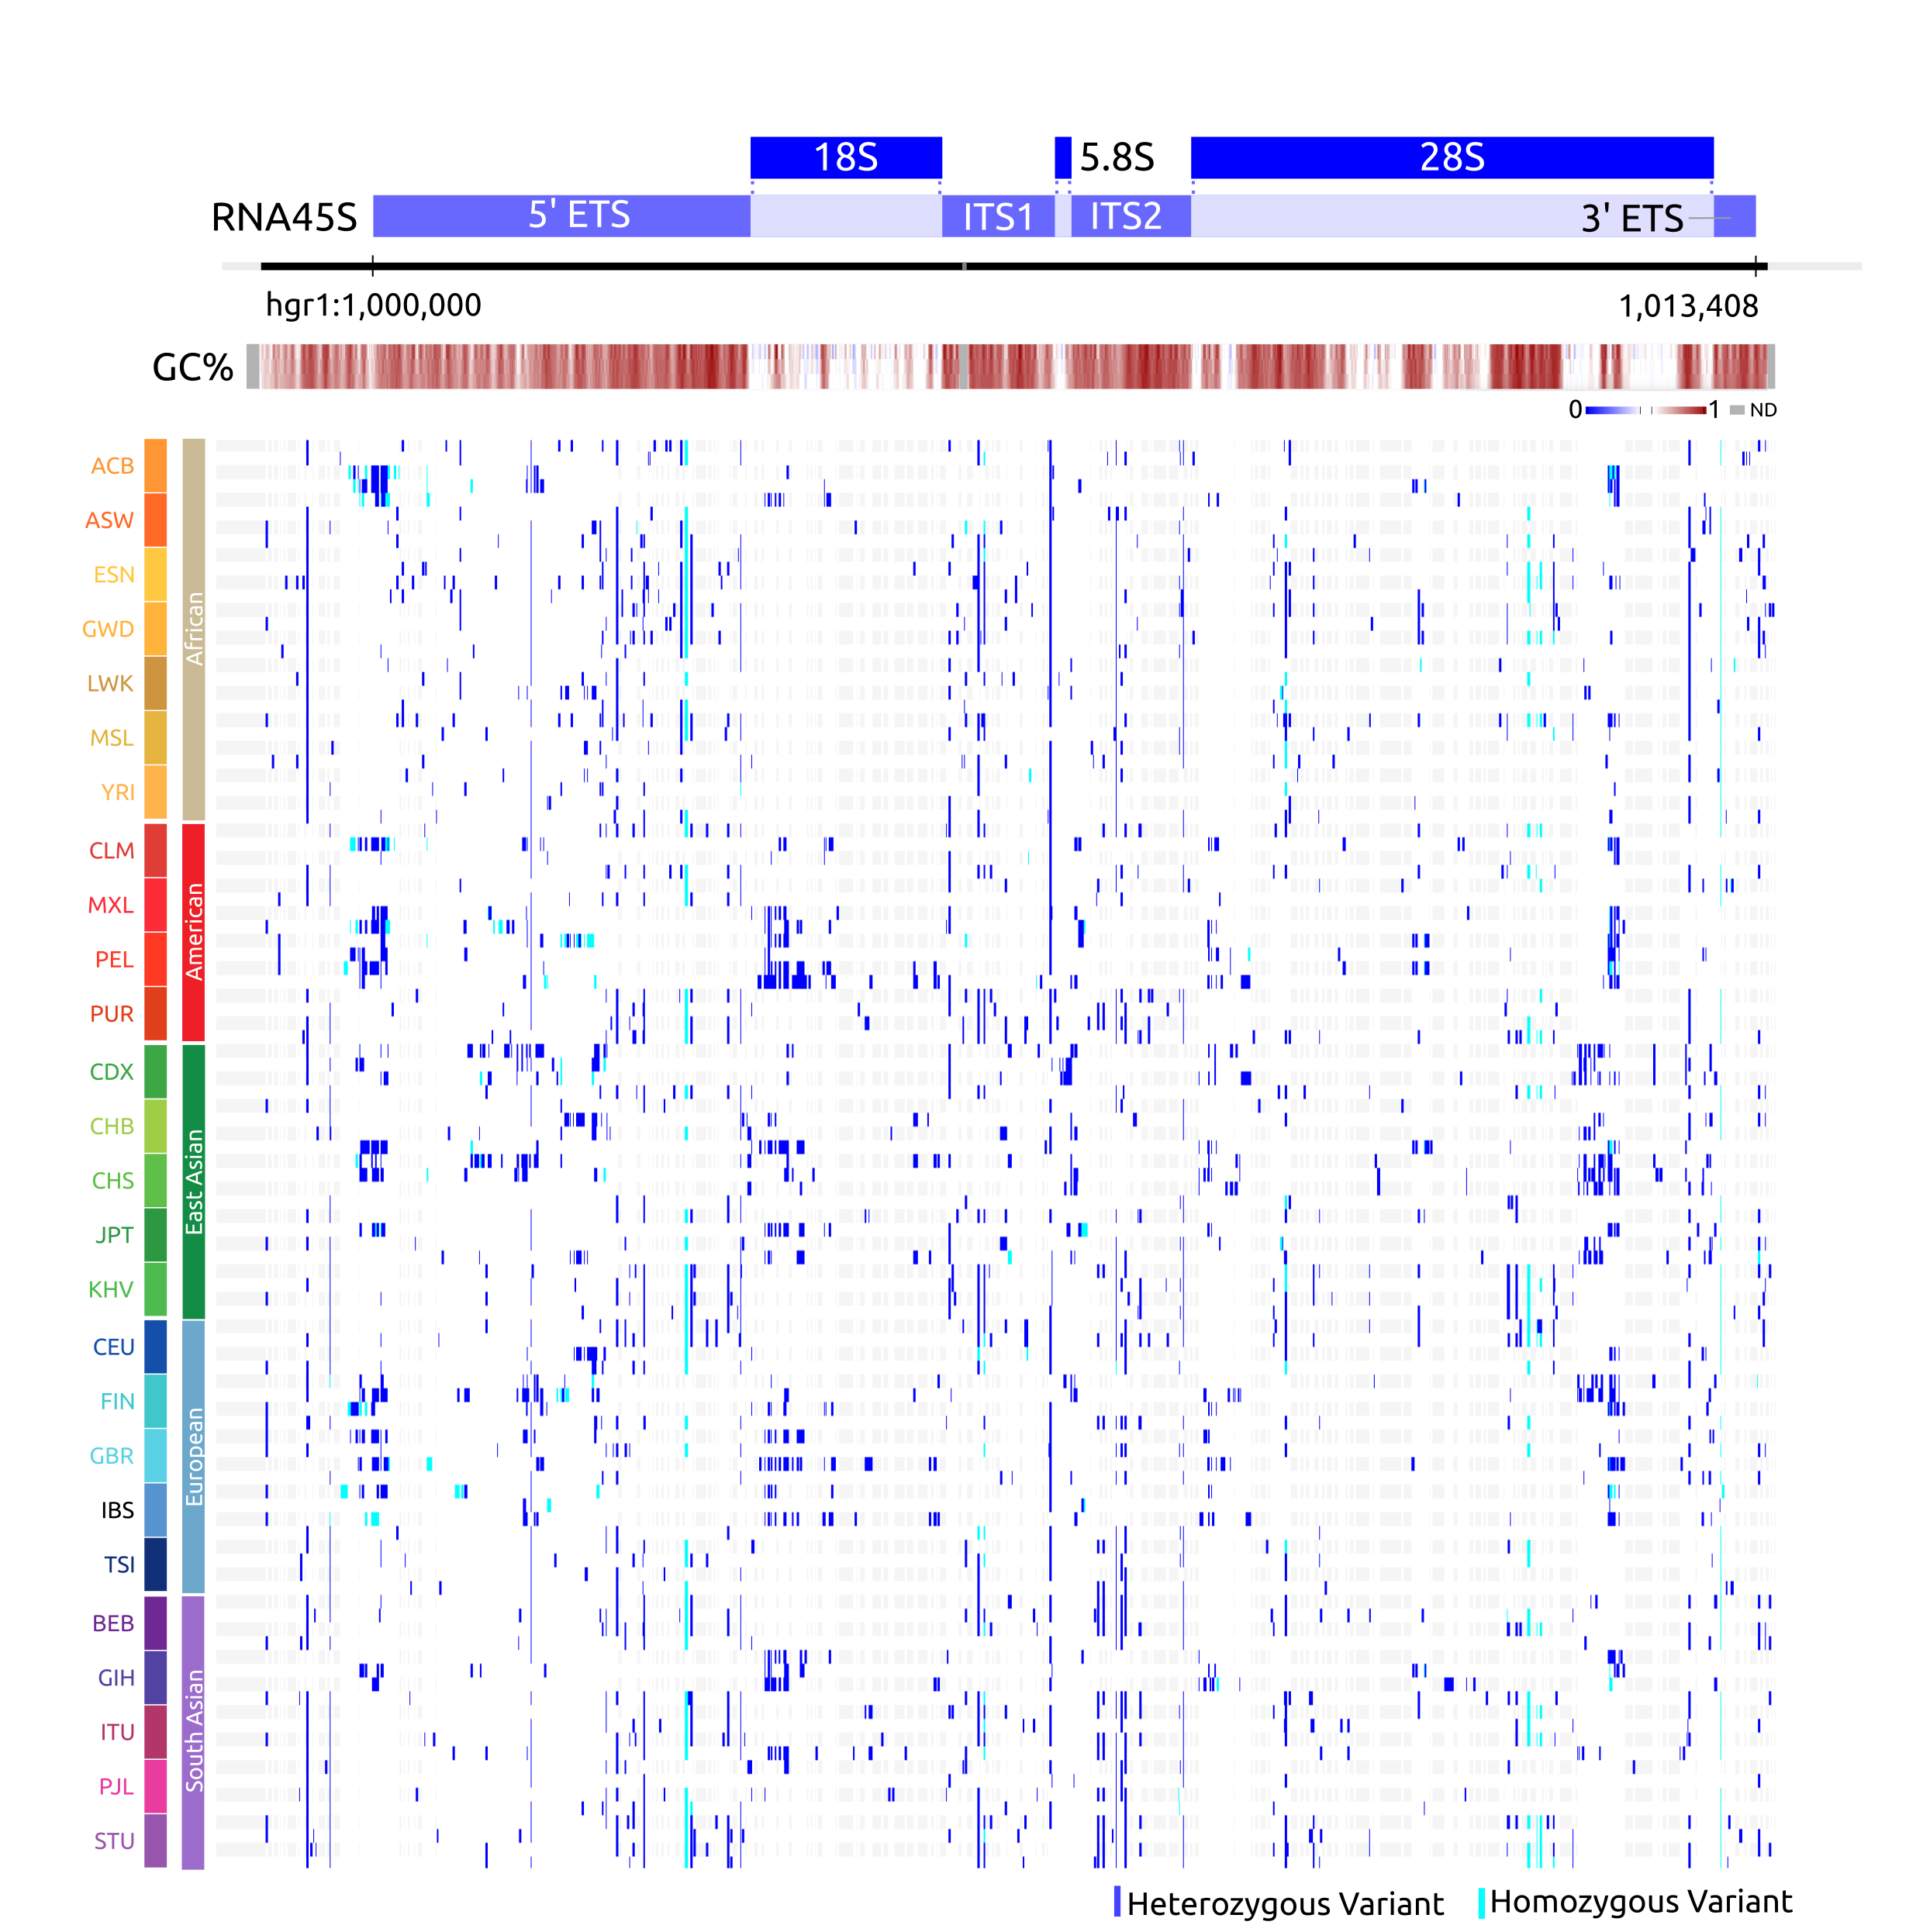 18S
5.8S
28S
RNA45S
5' ETS
ITS1
ITS2
3' ETS
hgr1:1,000,000
1,013,408
GC%
0
1
ND
ACB
ASW
ESN
GWD
LWK
MSL
YRI
African
CLM
MXL
PEL
PUR
American
CDX
CHB
CHS
JPT
KHV
East Asian
CEU
FIN
GBR
IBS
TSI
European
BEB
GIH
ITU
PJL
STU
South Asian
Heterozygous Variant
Homozygous Variant